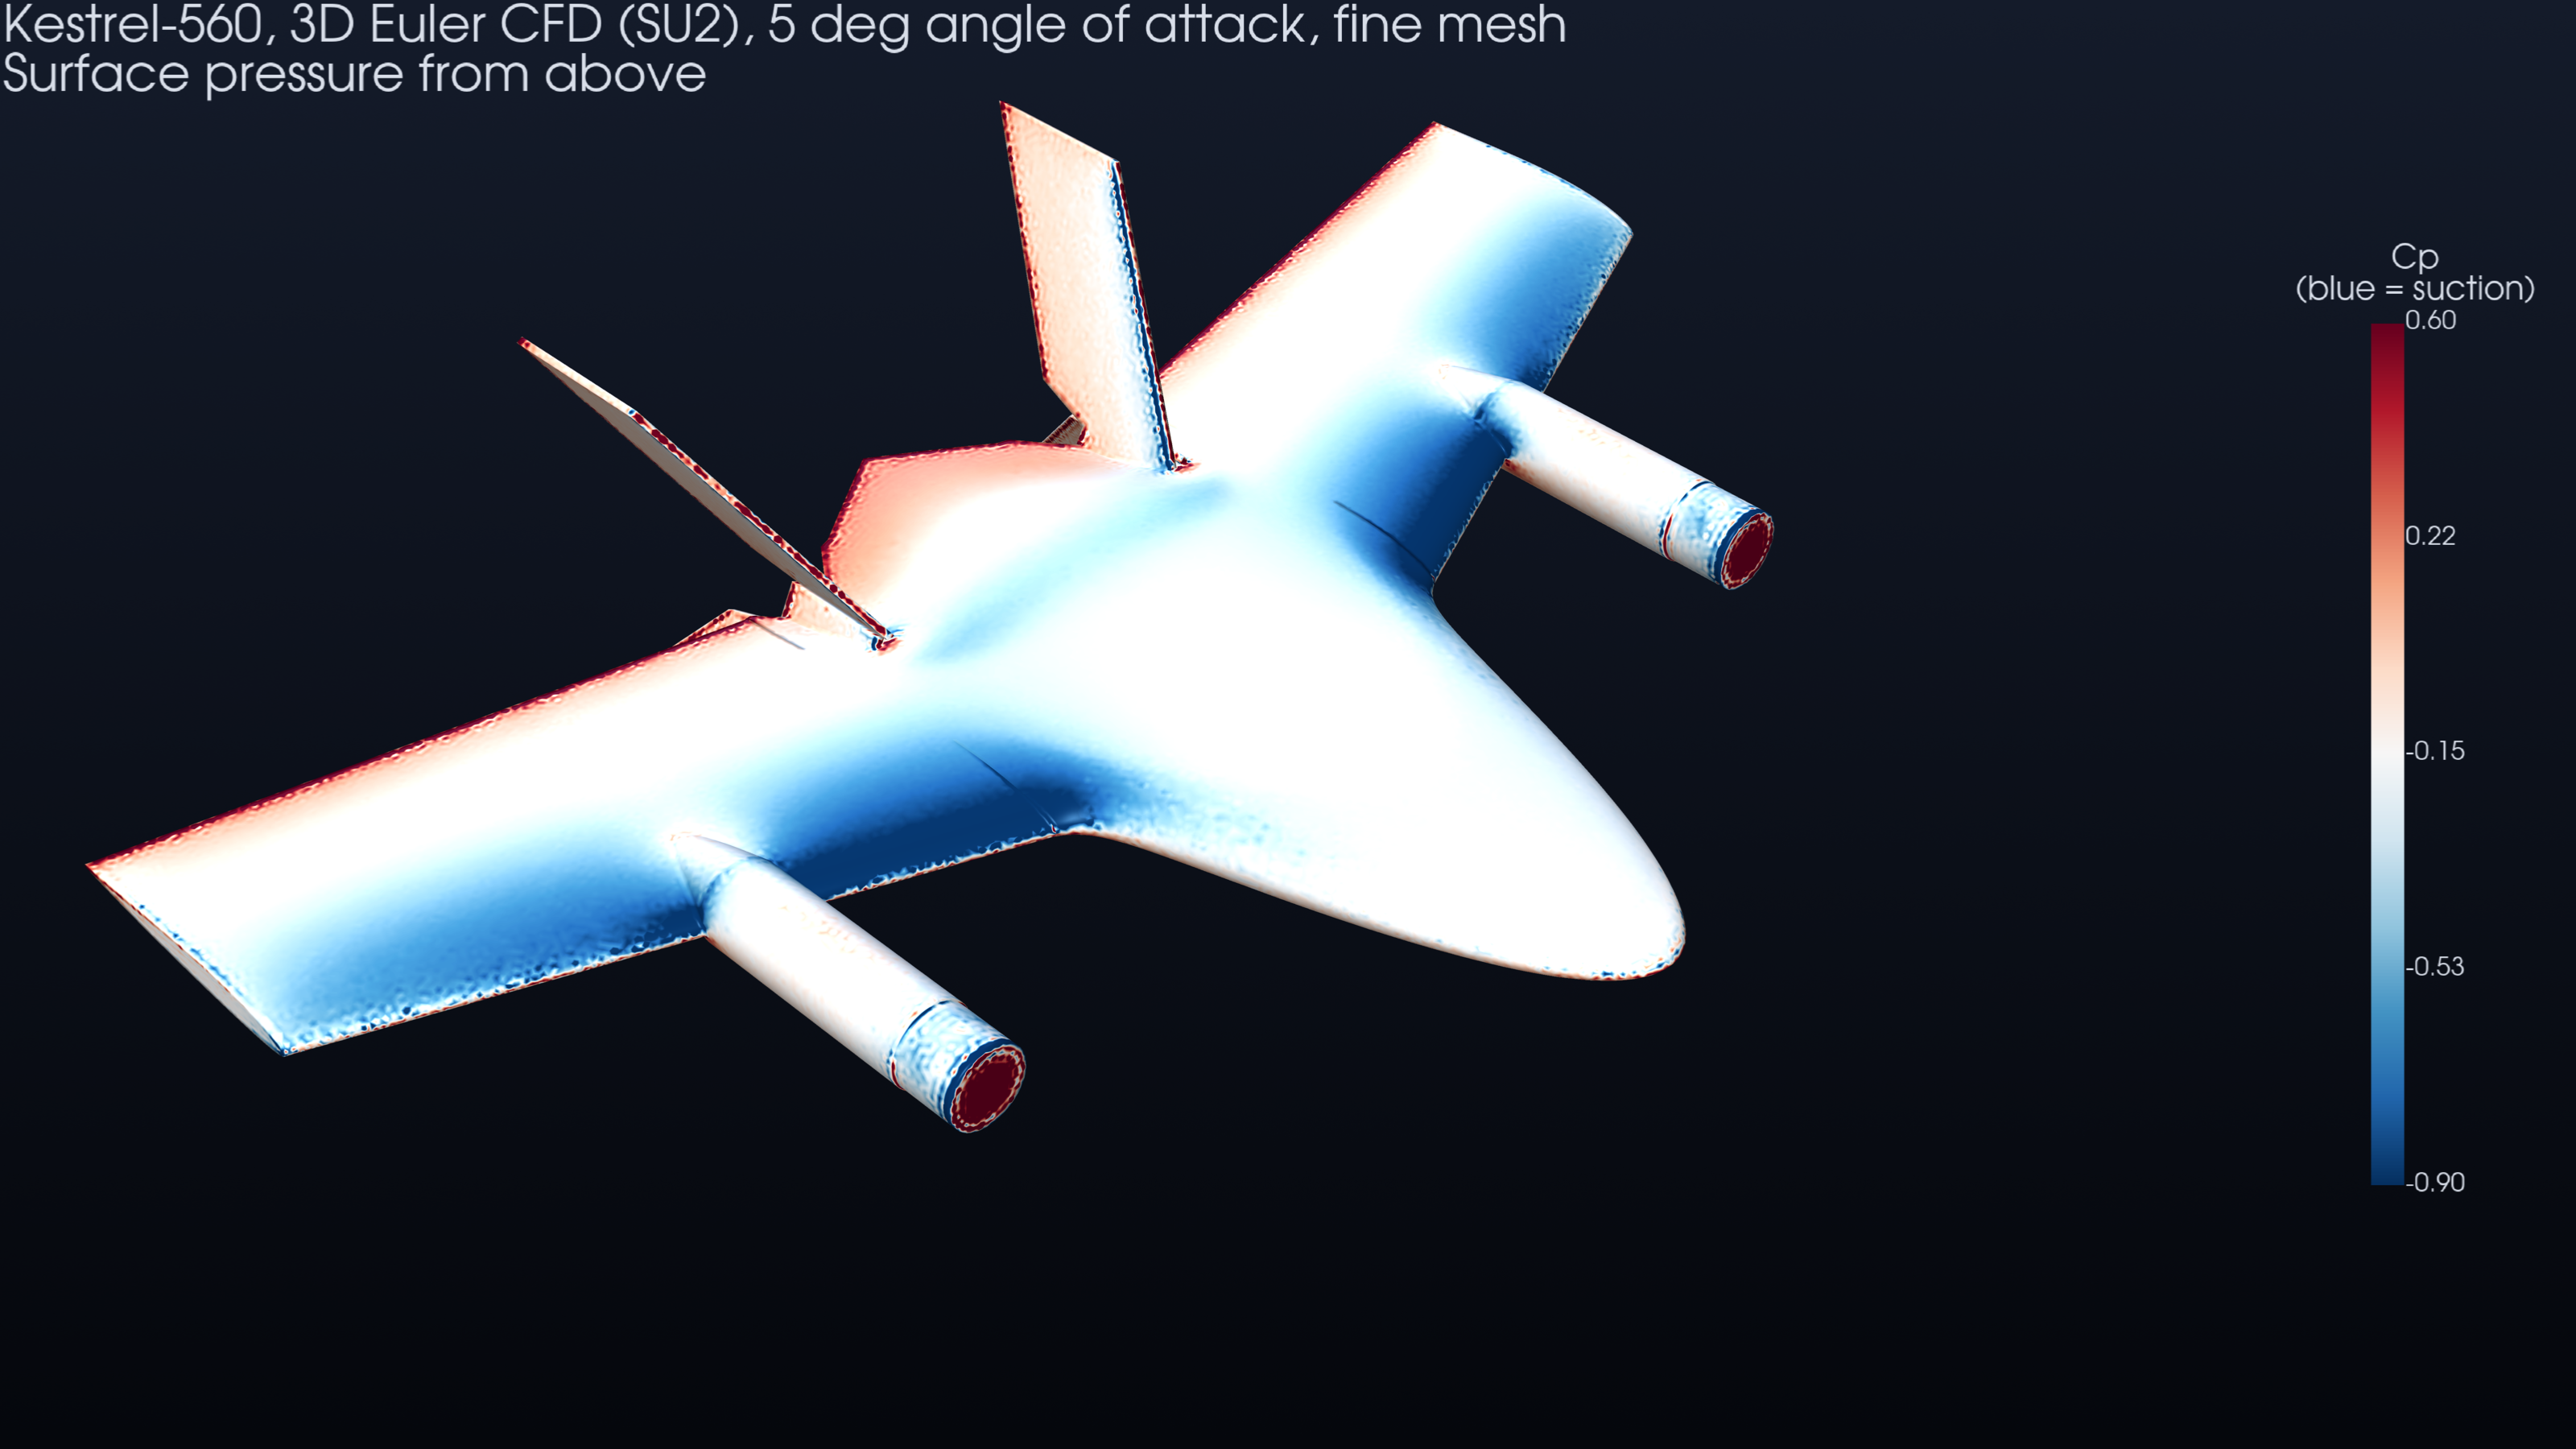 Kestrel-560, 3D Euler CFD (SU2), 5 deg angle of attack, fine mesh
Surface pressure from above
Cp
(blue = suction)
0.60
0.22
-0.15
-0.53
-0.90